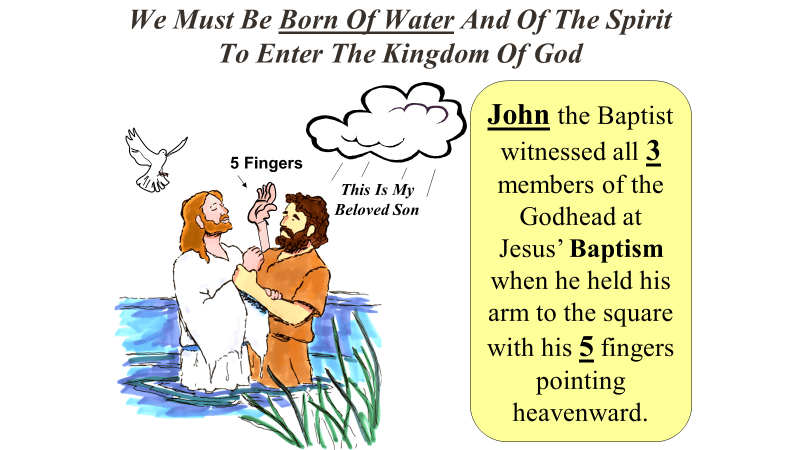 We Must Be Born Of Water And Of The Spirit
To Enter The Kingdom Of God
5 Fingers
This Is My
Beloved Son
John the Baptist
witnessed all 3
members of the
Godhead at
Jesus’ Baptism
when he held his
arm to the square
with his 5 fingers
pointing
heavenward.